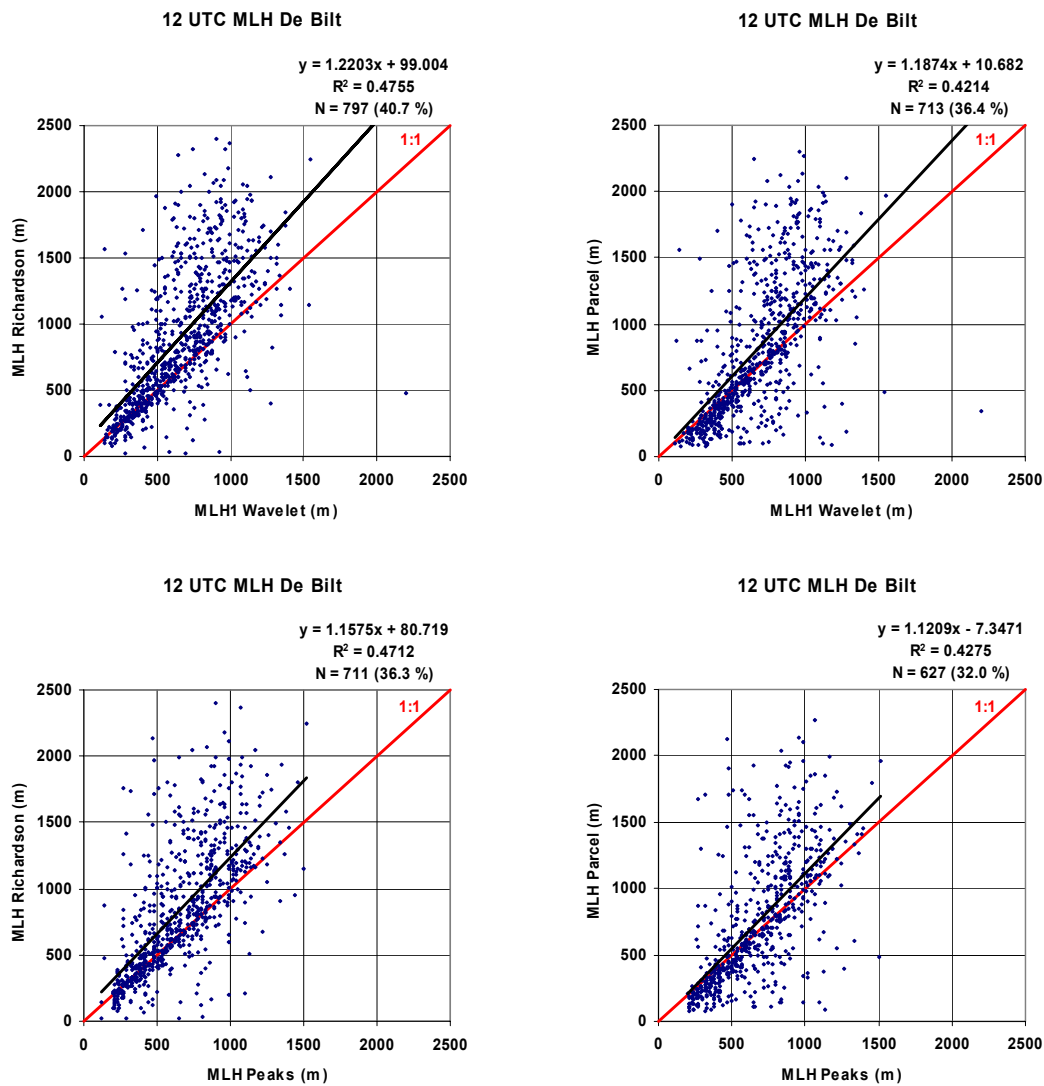 12 UTC MLH De Bilt
y = 1.2203x + 99.004
R² = 0.4755
N = 797 (40.7 %)
2500
2000
1500
1000
500
0
MLH Richardson (m)
1:1
0 500 1000 1500 2000 2500
MLH1 Wavelet (m)
12 UTC MLH De Bilt
y = 1.1874x + 10.682
R² = 0.4214
N = 713 (36.4 %)
2500
2000
1500
1000
500
0
MLH Parcel (m)
1:1
0 500 1000 1500 2000 2500
MLH1 Wavelet (m)
12 UTC MLH De Bilt
y = 1.1575x + 80.719
R² = 0.4712
N = 711 (36.3 %)
2500
2000
1500
1000
500
0
MLH Richardson (m)
1:1
0 500 1000 1500 2000 2500
MLH Peaks (m)
12 UTC MLH De Bilt
y = 1.1209x - 7.3471
R² = 0.4275
N = 627 (32.0 %)
2500
2000
1500
1000
500
0
MLH Parcel (m)
1:1
0 500 1000 1500 2000 2500
MLH Peaks (m)